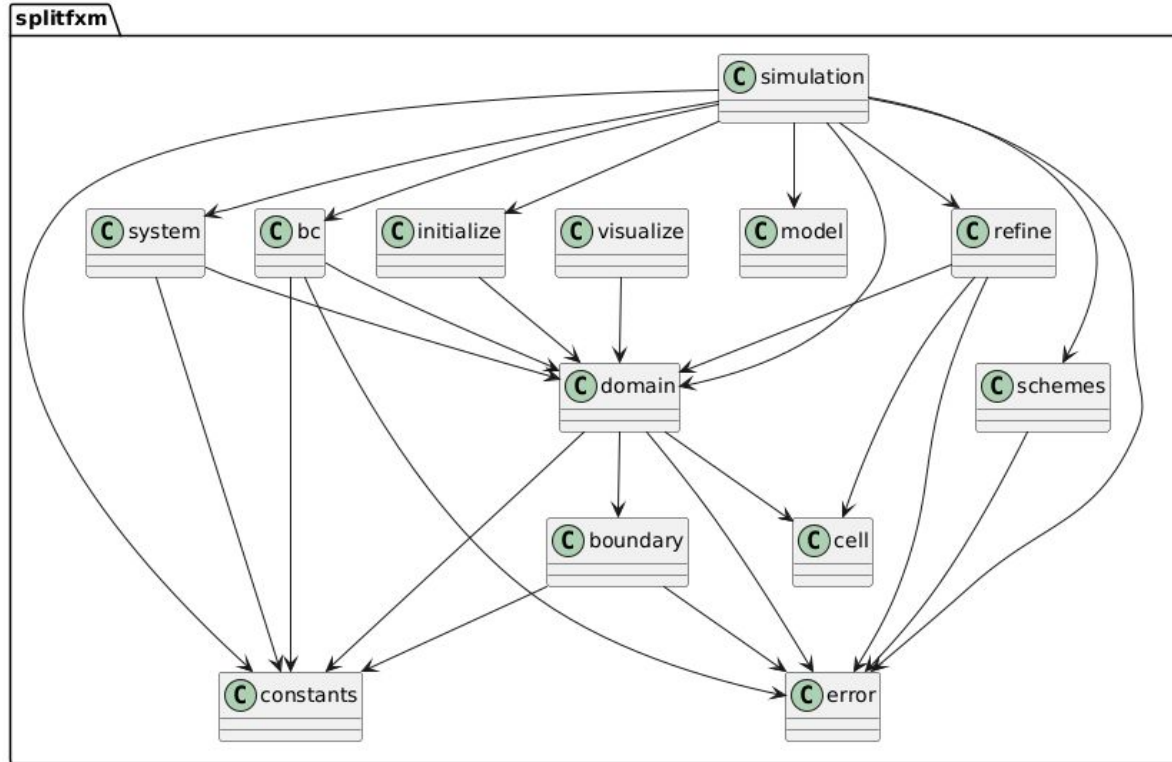 splitfxm
C simulation
C system
C bc
C initialize
C visualize
C model
C refine
C domain
C schemes
C boundary
C cell
C constants
C error